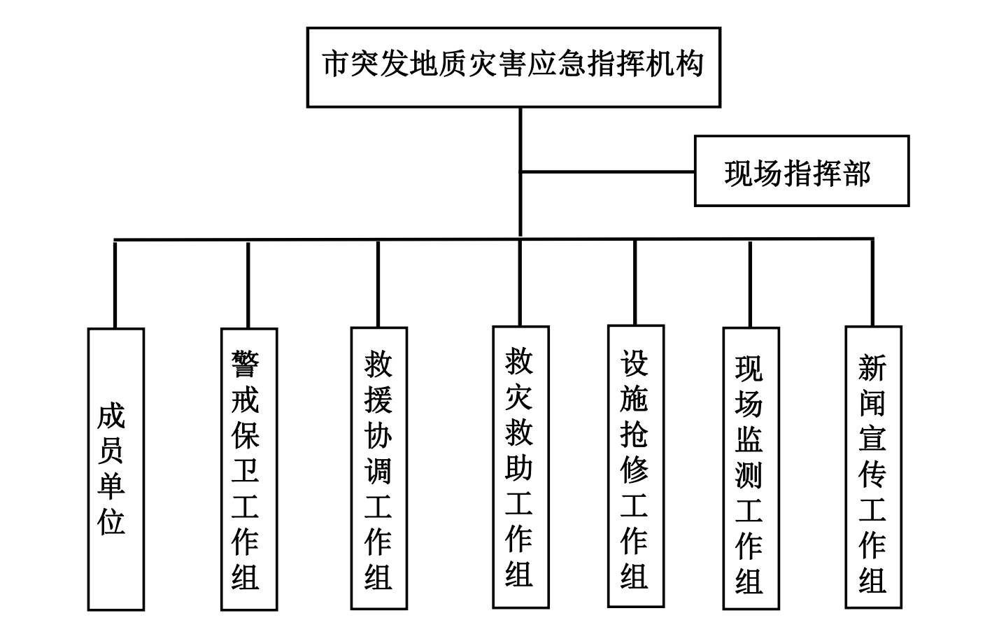 市突发地质灾害应急指挥机构
现场指挥部
成员单位
警戒保卫工作组
救援协调工作组
救灾救助工作组
设施抢修工作组
现场监测工作组
新闻宣传工作组